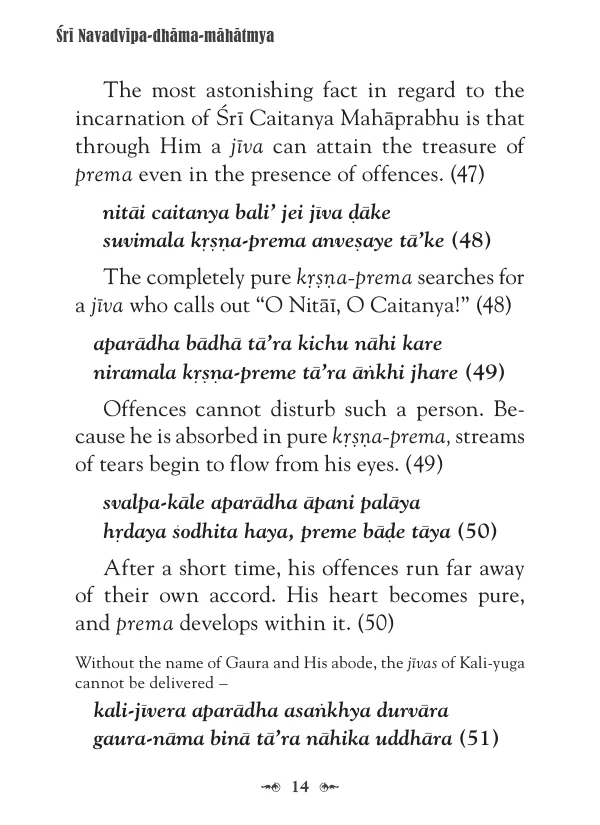 Śrī Navadvīpa-dhāma-māhātmya
The most astonishing fact in regard to the
incarnation of Śrī Caitanya Mahāprabhu is that
through Him a jīva can attain the treasure of
prema even in the presence of offences. (47)
nitāi caitanya bali’ jei jīva ḍāke
suvimala kṛṣṇa-prema anveṣaye tā’ke (48)
The completely pure kṛṣṇa-prema searches for
a jīva who calls out “O Nitāī, O Caitanya!” (48)
aparādha bādhā tā’ra kichu nāhi kare
niramala kṛṣṇa-preme tā’ra āṅkhi jhare (49)
Offences cannot disturb such a person. Be-
cause he is absorbed in pure kṛṣṇa-prema, streams
of tears begin to flow from his eyes. (49)
svalpa-kāle aparādha āpani palāya
hṛdaya śodhita haya, preme bāḍe tāya (50)
After a short time, his offences run far away
of their own accord. His heart becomes pure,
and prema develops within it. (50)
Without the name of Gaura and His abode, the jīvas of Kali-yuga
cannot be delivered –
kali-jīvera aparādha asaṅkhya durvāra
gaura-nāma binā tā’ra nāhika uddhāra (51)
14